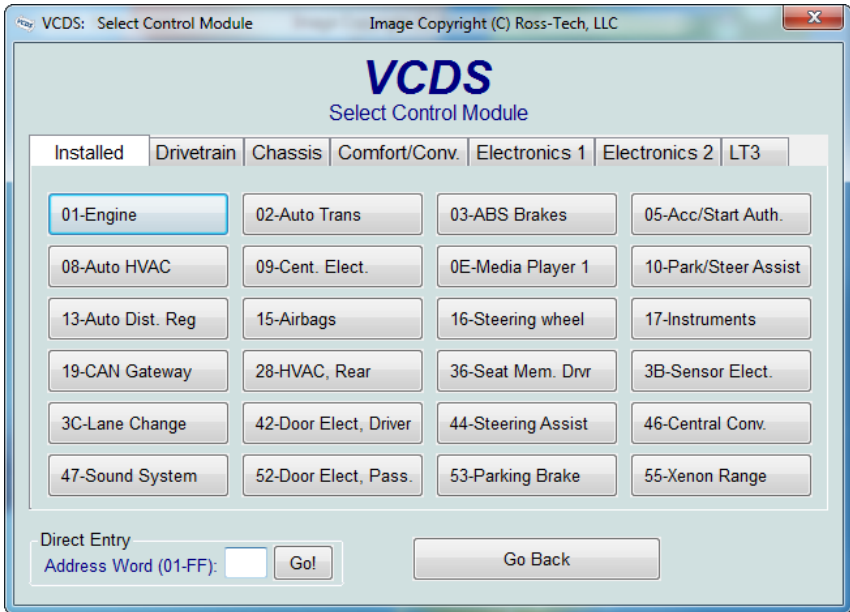 VCDS: Select Control Module Image Copyright (C) Ross-Tech, LLC
VCDS
Select Control Module
Installed Drivetrain Chassis Comfort/Conv. Electronics 1 Electronics 2 LT3
01-Engine 02-Auto Trans 03-ABS Brakes 05-Acc/Start Auth.
08-Auto HVAC 09-Cent. Elect. 0E-Media Player 1 10-Park/Steer Assist
13-Auto Dist. Reg 15-Airbags 16-Steering wheel 17-Instruments
19-CAN Gateway 28-HVAC, Rear 36-Seat Mem. Drvr 3B-Sensor Elect.
3C-Lane Change 42-Door Elect, Driver 44-Steering Assist 46-Central Conv.
47-Sound System 52-Door Elect, Pass. 53-Parking Brake 55-Xenon Range
Direct Entry
Address Word (01-FF): Go! Go Back